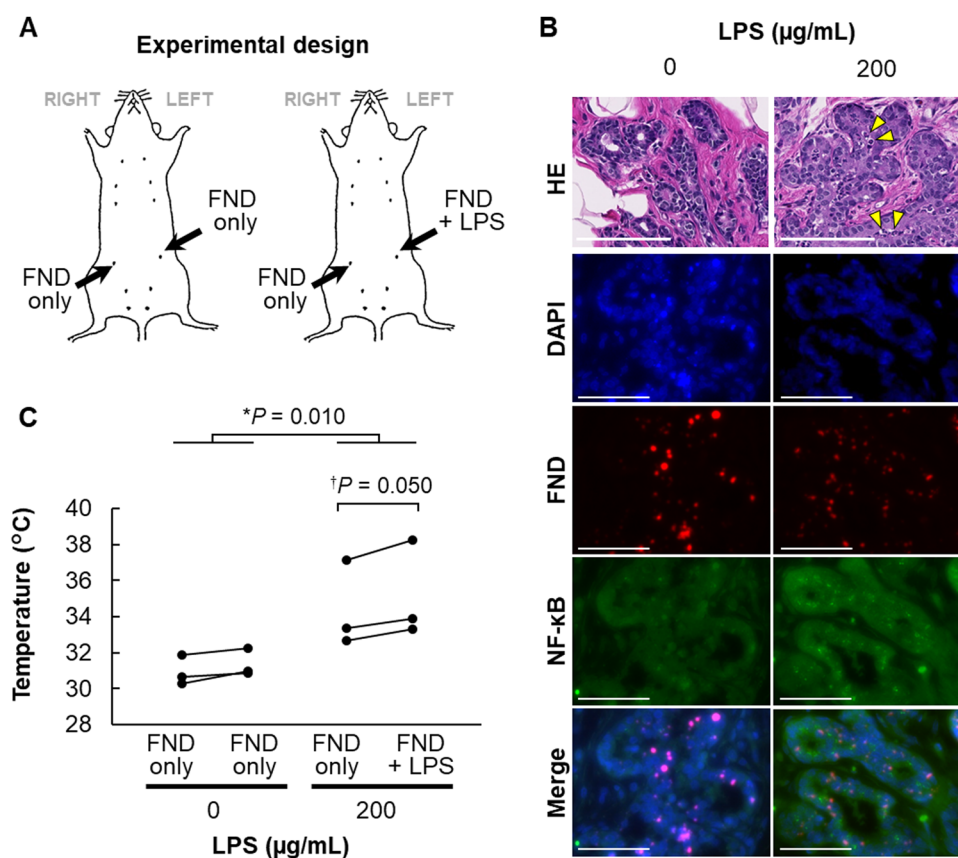 A
Experimental design
RIGHT LEFT
RIGHT LEFT
FND
only
FND
only
FND
+ LPS
FND
only
B
LPS (µg/mL)
0
200
HE
DAPI
FND
NF-κB
Merge
C
*P = 0.010
†P = 0.050
Temperature (°C)
40
38
36
34
32
30
28
FND
only
FND
only
FND
only
FND
+ LPS
0
200
LPS (µg/mL)